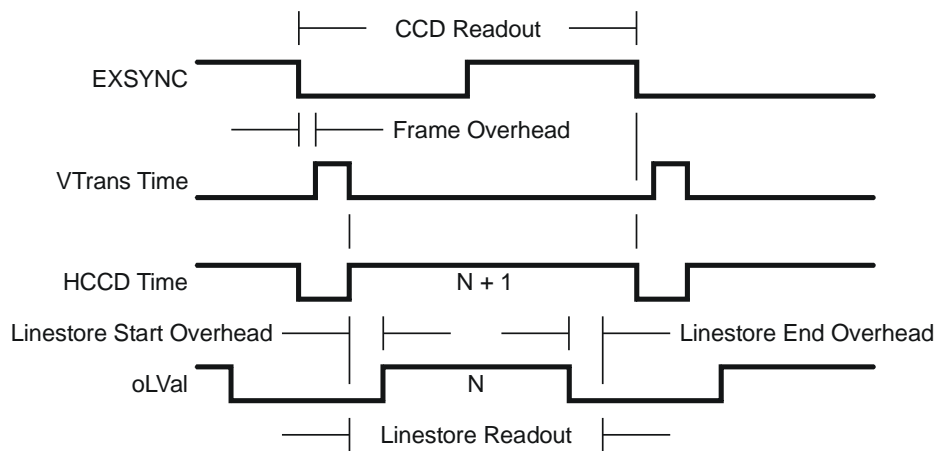 CCD Readout
EXSYNC
Frame Overhead
VTrans Time
HCCD Time
N + 1
Linestore Start Overhead
Linestore End Overhead
oLVal
N
Linestore Readout